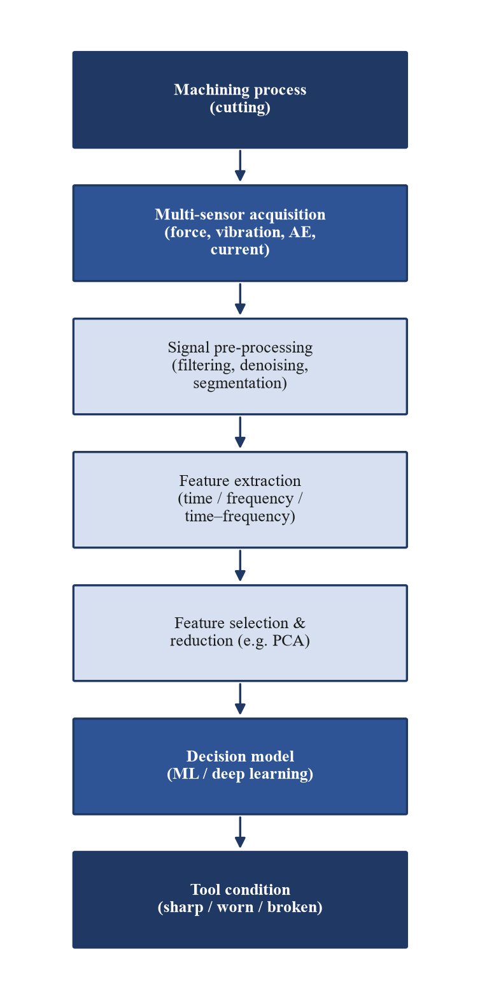 Machining process
(cutting)
Multi-sensor acquisition
(force, vibration, AE,
current)
Signal pre-processing
(filtering, denoising,
segmentation)
Feature extraction
(time / frequency /
time–frequency)
Feature selection &
reduction (e.g. PCA)
Decision model
(ML / deep learning)
Tool condition
(sharp / worn / broken)